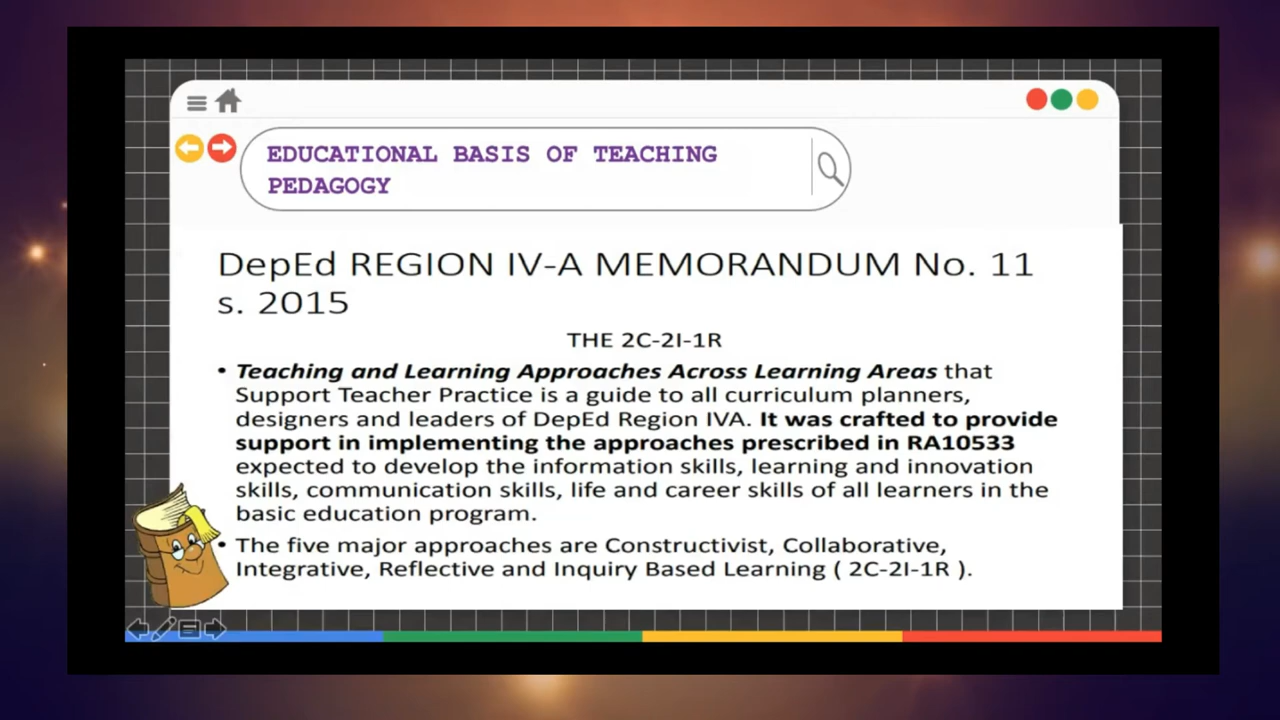 EDUCATIONAL BASIS OF TEACHING
PEDAGOGY
DepEd REGION IV-A MEMORANDUM No. 11
s. 2015
THE 2C-2I-1R
• Teaching and Learning Approaches Across Learning Areas that
Support Teacher Practice is a guide to all curriculum planners,
designers and leaders of DepEd Region IVA. It was crafted to provide
support in implementing the approaches prescribed in RA10533
expected to develop the information skills, learning and innovation
skills, communication skills, life and career skills of all learners in the
basic education program.
• The five major approaches are Constructivist, Collaborative,
Integrative, Reflective and Inquiry Based Learning ( 2C-2I-1R ).